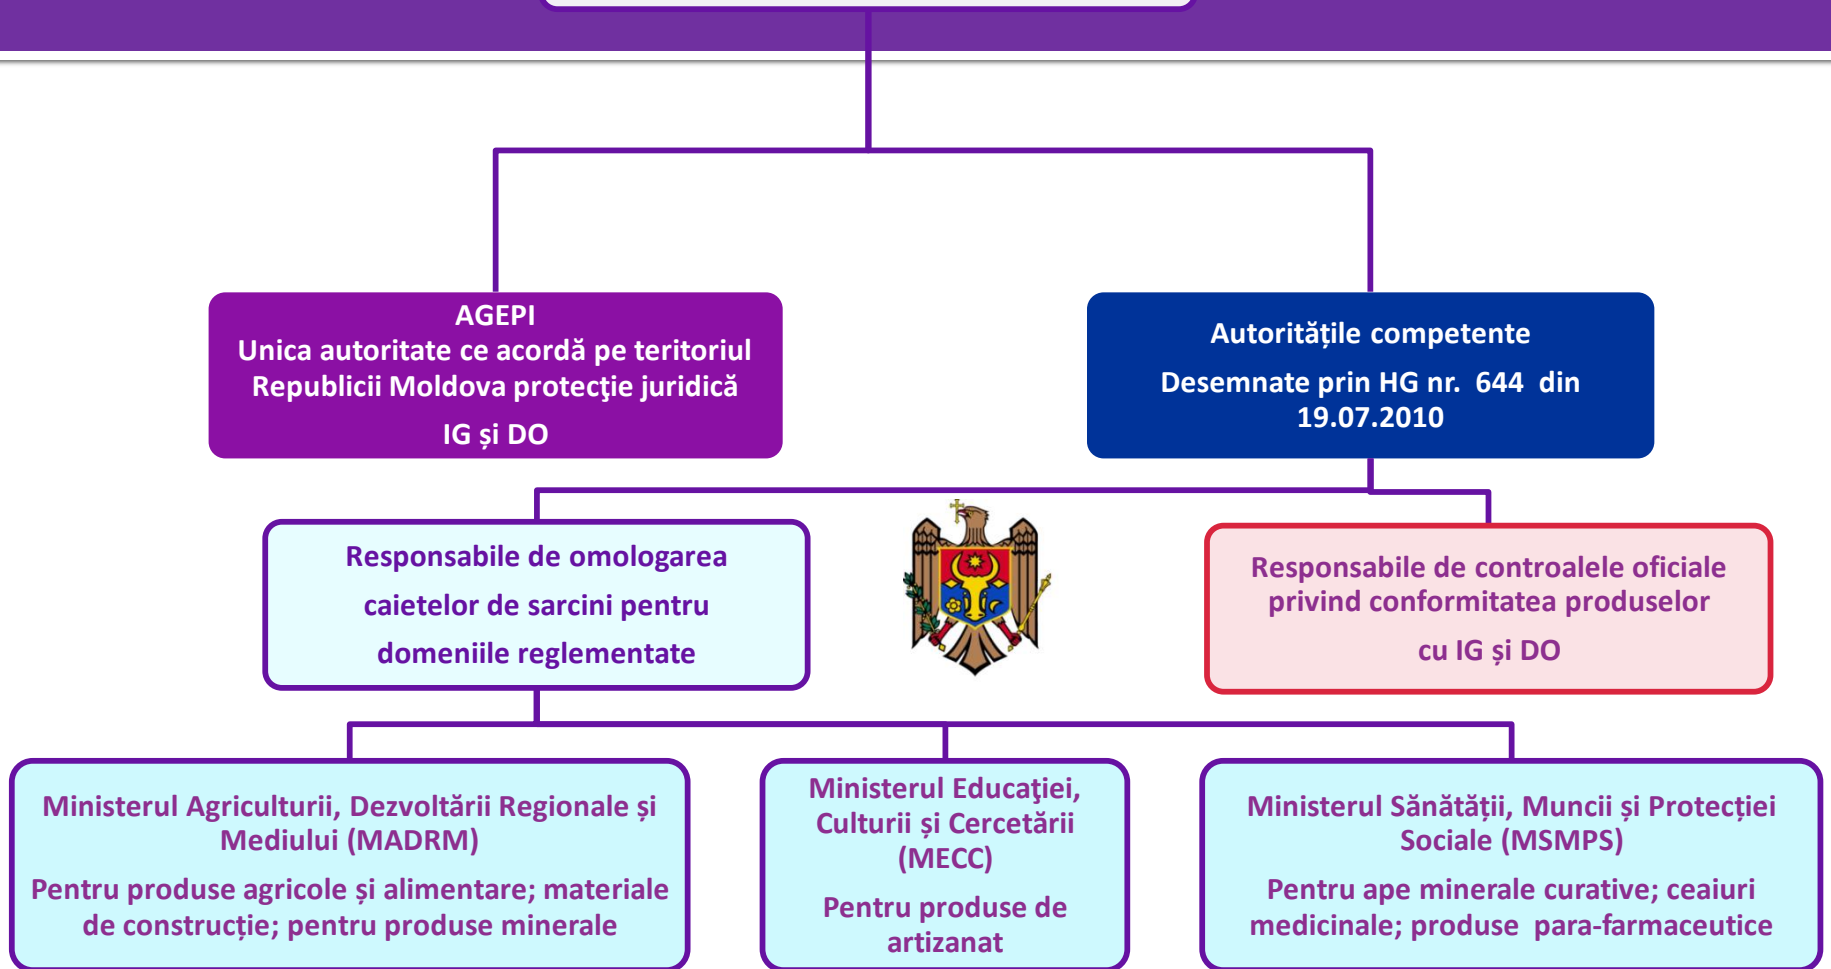 AGEPI
Unica autoritate ce acordă pe teritoriul
Republicii Moldova protecţie juridică
IG și DO
Autoritățile competente
Desemnate prin HG nr. 644 din
19.07.2010
Responsabile de omologarea
caietelor de sarcini pentru
domeniile reglementate
Responsabile de controalele oficiale
privind conformitatea produselor
cu IG și DO
Ministerul Agriculturii, Dezvoltării Regionale și
Mediului (MADRM)
Pentru produse agricole și alimentare; materiale
de construcție; pentru produse minerale
Ministerul Educaţiei,
Culturii și Cercetării
(MECC)
Pentru produse de
artizanat
Ministerul Sănătății, Muncii și Protecției
Sociale (MSMPS)
Pentru ape minerale curative; ceaiuri
medicinale; produse para-farmaceutice